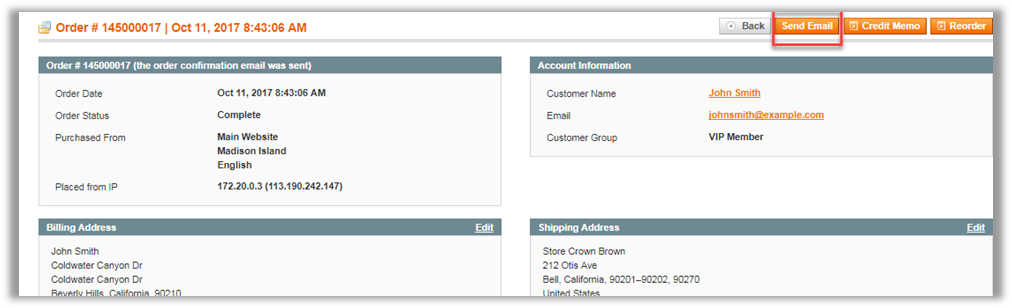 Order # 145000017 | Oct 11, 2017 8:43:06 AM
Back
Send Email
Credit Memo
Reorder
Order # 145000017 (the order confirmation email was sent)
Order Date Oct 11, 2017 8:43:06 AM
Order Status Complete
Purchased From Main Website
Madison Island
English
Placed from IP 172.20.0.3 (113.190.242.147)
Account Information
Customer Name John Smith
Email johnsmith@example.com
Customer Group VIP Member
Billing Address Edit
John Smith
Coldwater Canyon Dr
Coldwater Canyon Dr
Beverly Hills, California, 90210
Shipping Address Edit
Store Crown Brown
212 Otis Ave
Bell, California, 90201–90202, 90270
United States